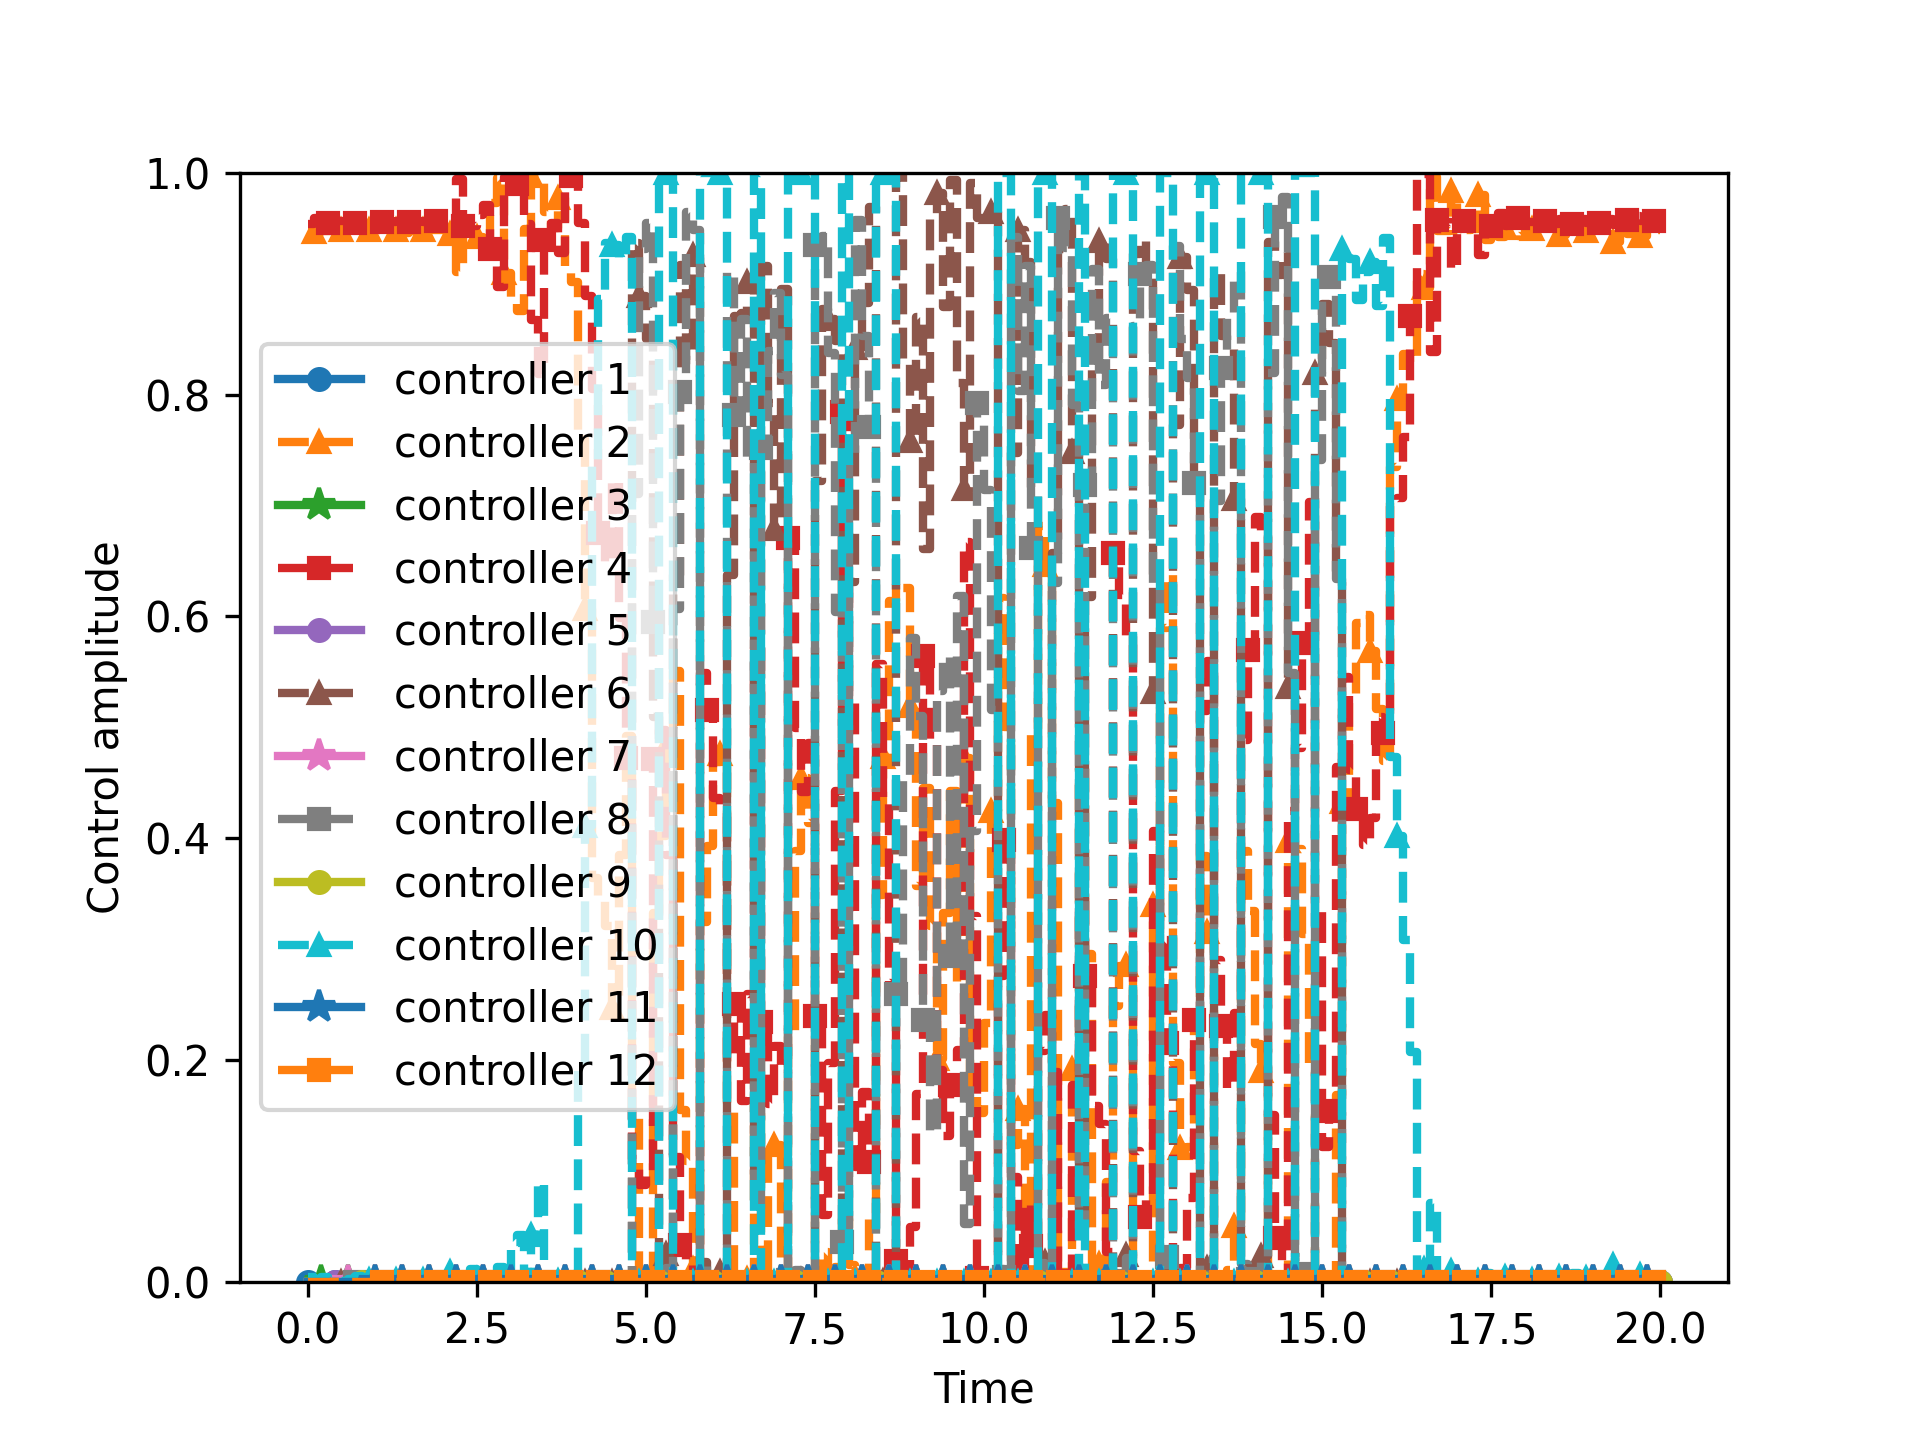 1.0
0.8
0.6
0.4
0.2
0.0
Control amplitude
controller 1
controller 2
controller 3
controller 4
controller 5
controller 6
controller 7
controller 8
controller 9
controller 10
controller 11
controller 12
0.0 2.5 5.0 7.5 10.0 12.5 15.0 17.5 20.0
Time